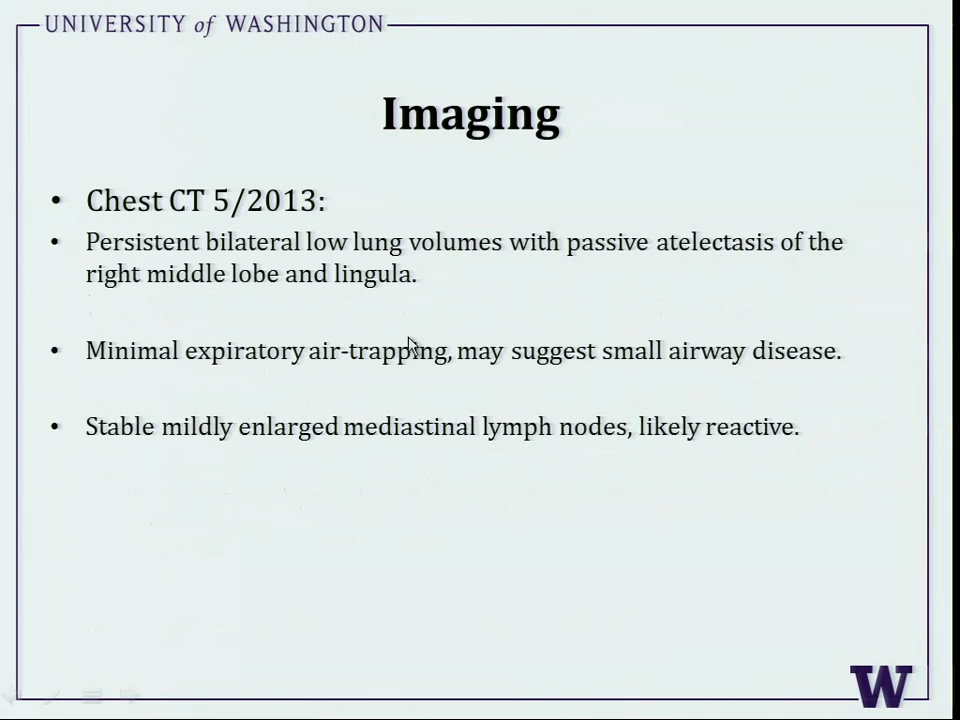 UNIVERSITY of WASHINGTON
Imaging
• Chest CT 5/2013:
• Persistent bilateral low lung volumes with passive atelectasis of the
right middle lobe and lingula.
• Minimal expiratory air-trapping, may suggest small airway disease.
• Stable mildly enlarged mediastinal lymph nodes, likely reactive.
W